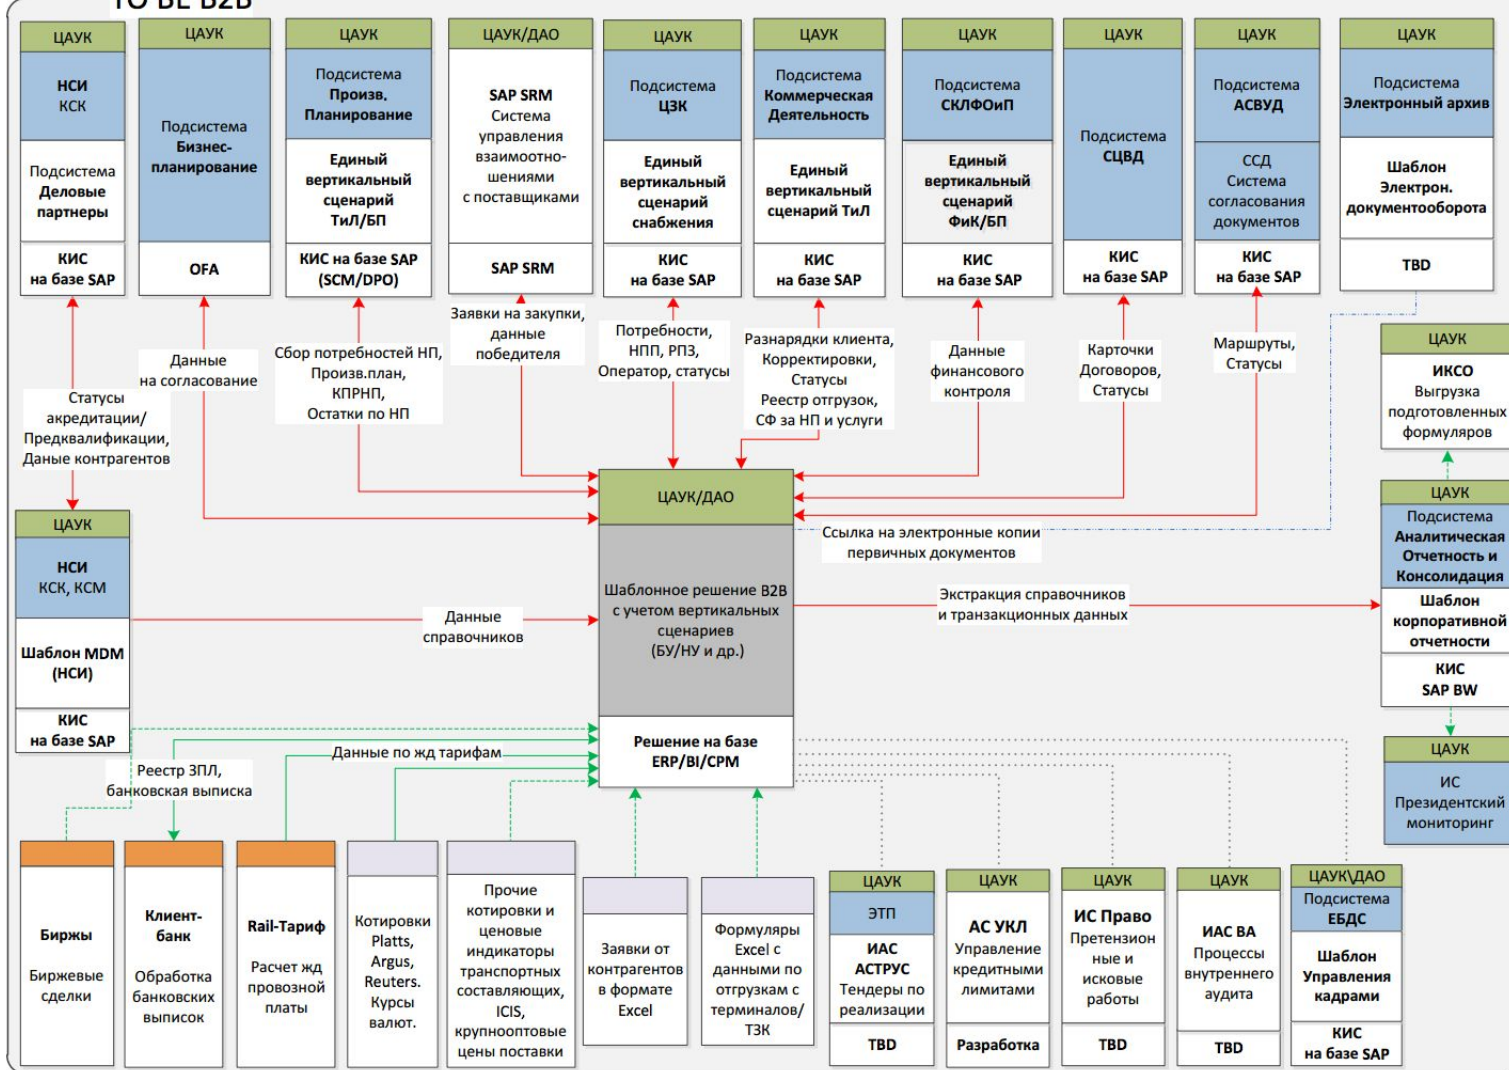 TO BE B2B
ЦАУК
НСИ
КСК
Подсистема
Деловые
партнеры
КИС
на базе SAP
ЦАУК
Подсистема
Бизнес-
планирование
OFA
ЦАУК
Подсистема
Произв.
Планирование
Единый
вертикальный
сценарий
ТиЛ/БП
КИС на базе SAP
(SCM/DPO)
ЦАУК/ДАО
SAP SRM
Система
управления
взаимоотно-
шениями
с поставщиками
SAP SRM
ЦАУК
Подсистема
ЦЗК
Единый
вертикальный
сценарий
снабжения
КИС
на базе SAP
ЦАУК
Подсистема
Коммерческая
Деятельность
Единый
вертикальный
сценарий ТиЛ
КИС
на базе SAP
ЦАУК
Подсистема
СКЛФОиП
Единый
вертикальный
сценарий
ФиК/БП
КИС
на базе SAP
ЦАУК
Подсистема
СЦВД
КИС
на базе SAP
ЦАУК
Подсистема
АСВУД
ССД
Система
согласования
документов
КИС
на базе SAP
ЦАУК
Подсистема
Электронный архив
Шаблон
Электрон.
документооборота
TBD
Статусы
акредитации/
Предквалификации,
Даные контрагентов
Данные
на согласование
Сбор потребностей НП,
Произв.план,
КПРНП,
Остатки по НП
Заявки на закупки,
данные
победителя
Потребности,
НПП, РПЗ,
Оператор, статусы
Разнарядки клиента,
Корректировки,
Статусы
Реестр отгрузок,
СФ за НП и услуги
Данные
финансового
контроля
Карточки
Договоров,
Статусы
Маршруты,
Статусы
ЦАУК
ИКСО
Выгрузка
подготовленных
формуляров
ЦАУК
НСИ
КСК, КСМ
Шаблон MDM
(НСИ)
КИС
на базе SAP
Данные
справочников
ЦАУК/ДАО
Шаблонное решение B2B
с учетом вертикальных
сценариев
(БУ/НУ и др.)
Решение на базе
ERP/BI/CPM
Ссылка на электронные копии
первичных документов
Экстракция справочников
и транзакционных данных
ЦАУК
Подсистема
Аналитическая
Отчетность и
Консолидация
Шаблон
корпоративной
отчетности
КИС
SAP BW
ЦАУК
ИС
Президентский
мониторинг
Реестр ЗПЛ,
банковская выписка
Данные по жд тарифам
Биржы
Биржевые
сделки
Клиент-
банк
Обработка
банковских
выписок
Rail-Тариф
Расчет жд
провозной
платы
Котировки
Platts,
Argus,
Reuters.
Курсы
валют.
Прочие
котировки и
ценовые
индикаторы
транспортных
составляющих,
ICIS,
крупнооптовые
цены поставки
Заявки от
контрагентов
в формате
Excel
Формуляры
Excel с
данными по
отгрузкам с
терминалов/
ТЗК
ЦАУК
ЭТП
ИАС
АСТРУС
Тендеры по
реализации
TBD
ЦАУК
АС УКЛ
Управление
кредитными
лимитами
Разработка
ЦАУК
ИС Право
Претензион
ные и
исковые
работы
TBD
ЦАУК
ИАС ВА
Процессы
внутреннего
аудита
TBD
ЦАУК\ДАО
Подсистема
ЕБДС
Шаблон
Управления
кадрами
КИС
на базе SAP